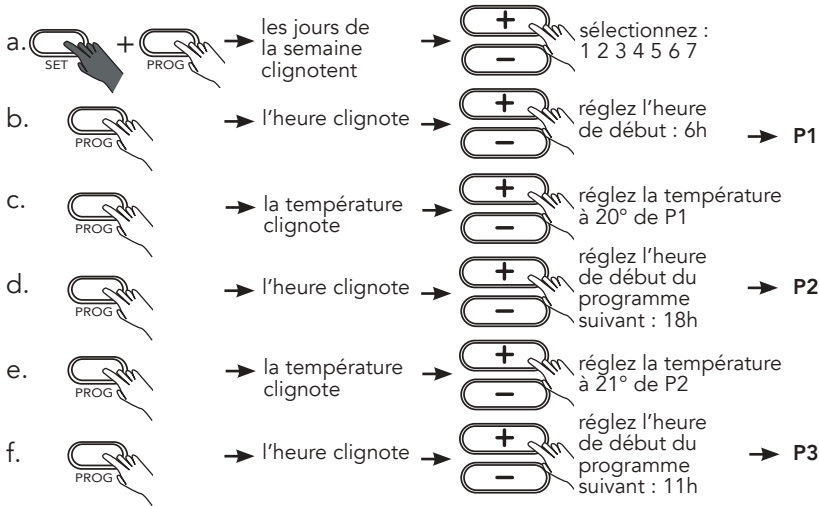 a. SET + PROG les jours de la semaine clignotent + − sélectionnez : 1 2 3 4 5 6 7
b. PROG l'heure clignote + − réglez l'heure de début : 6h P1
c. PROG la température clignote + − réglez la température à 20° de P1
d. PROG l'heure clignote + − réglez l'heure de début du programme suivant : 18h P2
e. PROG la température clignote + − réglez la température à 21° de P2
f. PROG l'heure clignote + − réglez l'heure de début du programme suivant : 11h P3